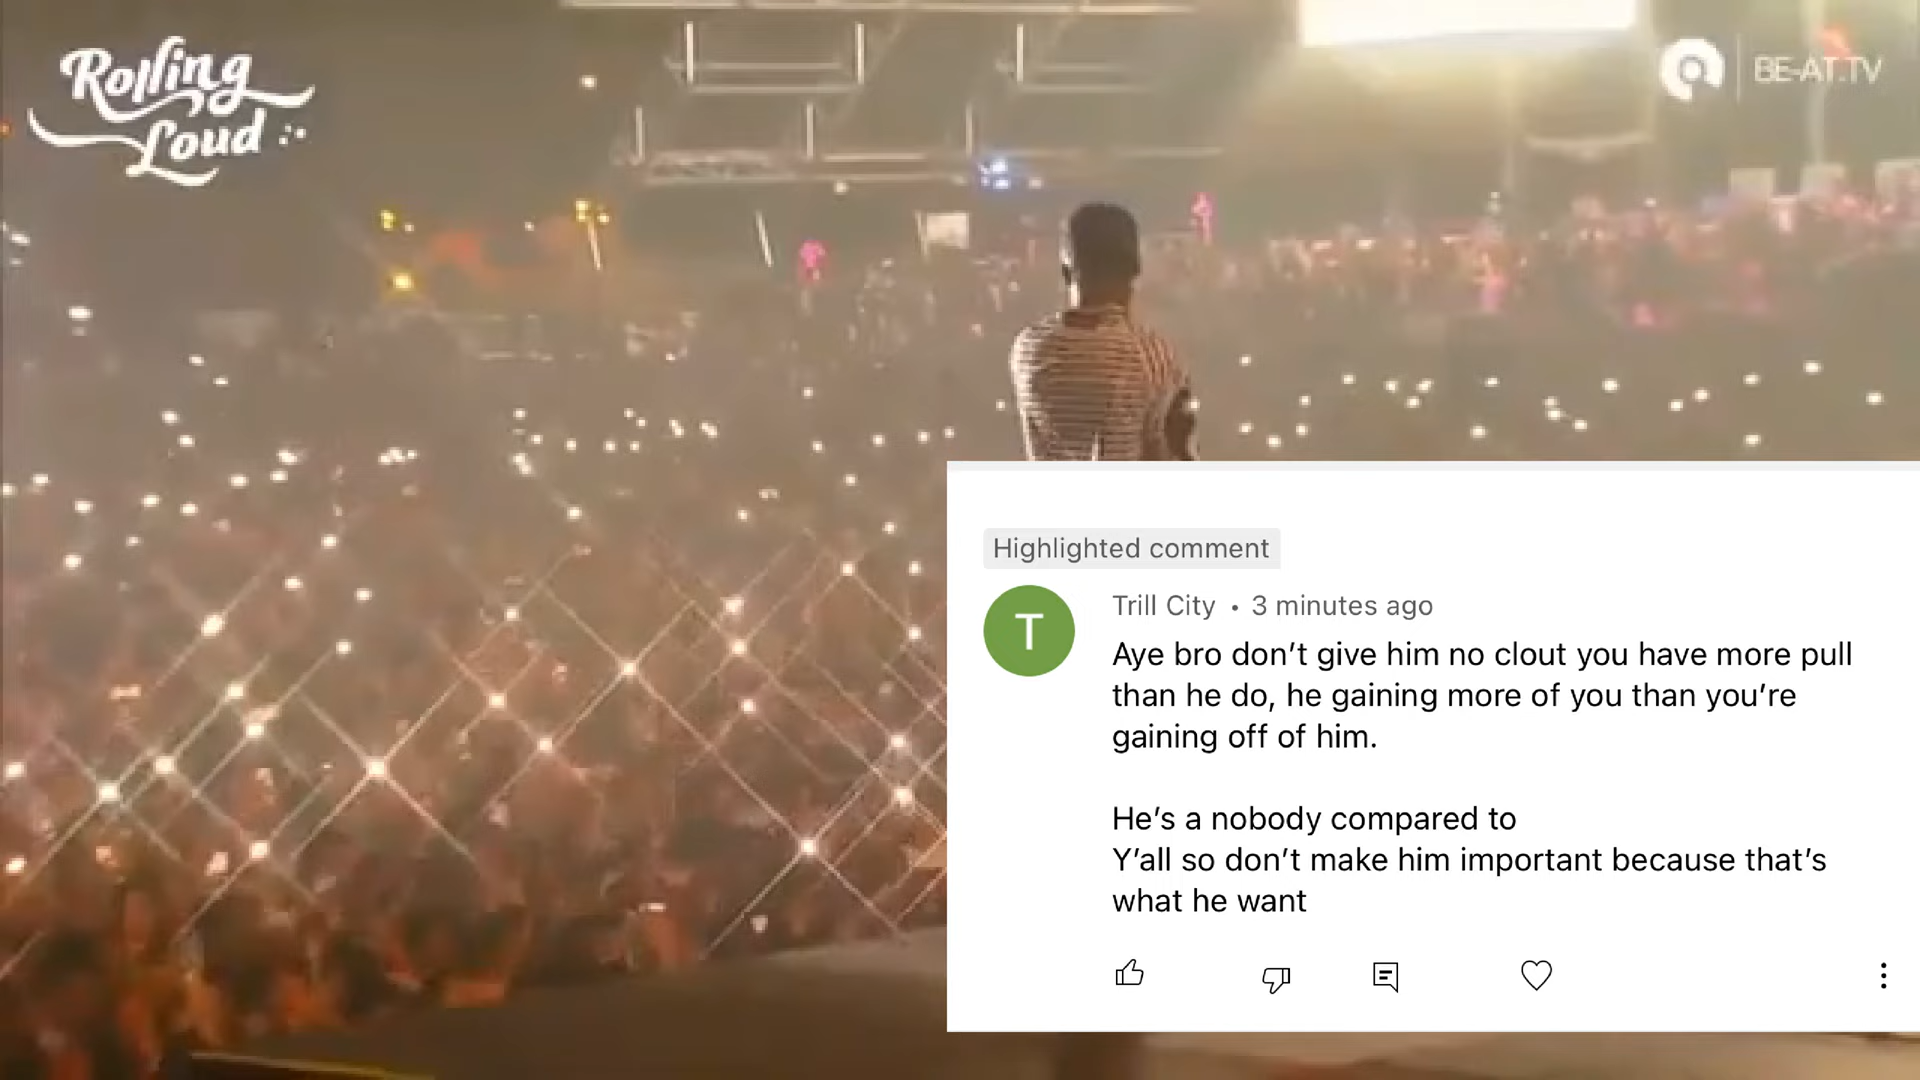 Rolling
Loud
BE-AT.TV
Highlighted comment
T
Trill City • 3 minutes ago
Aye bro don’t give him no clout you have more pull
than he do, he gaining more of you than you’re
gaining off of him.
He’s a nobody compared to
Y’all so don’t make him important because that’s
what he want